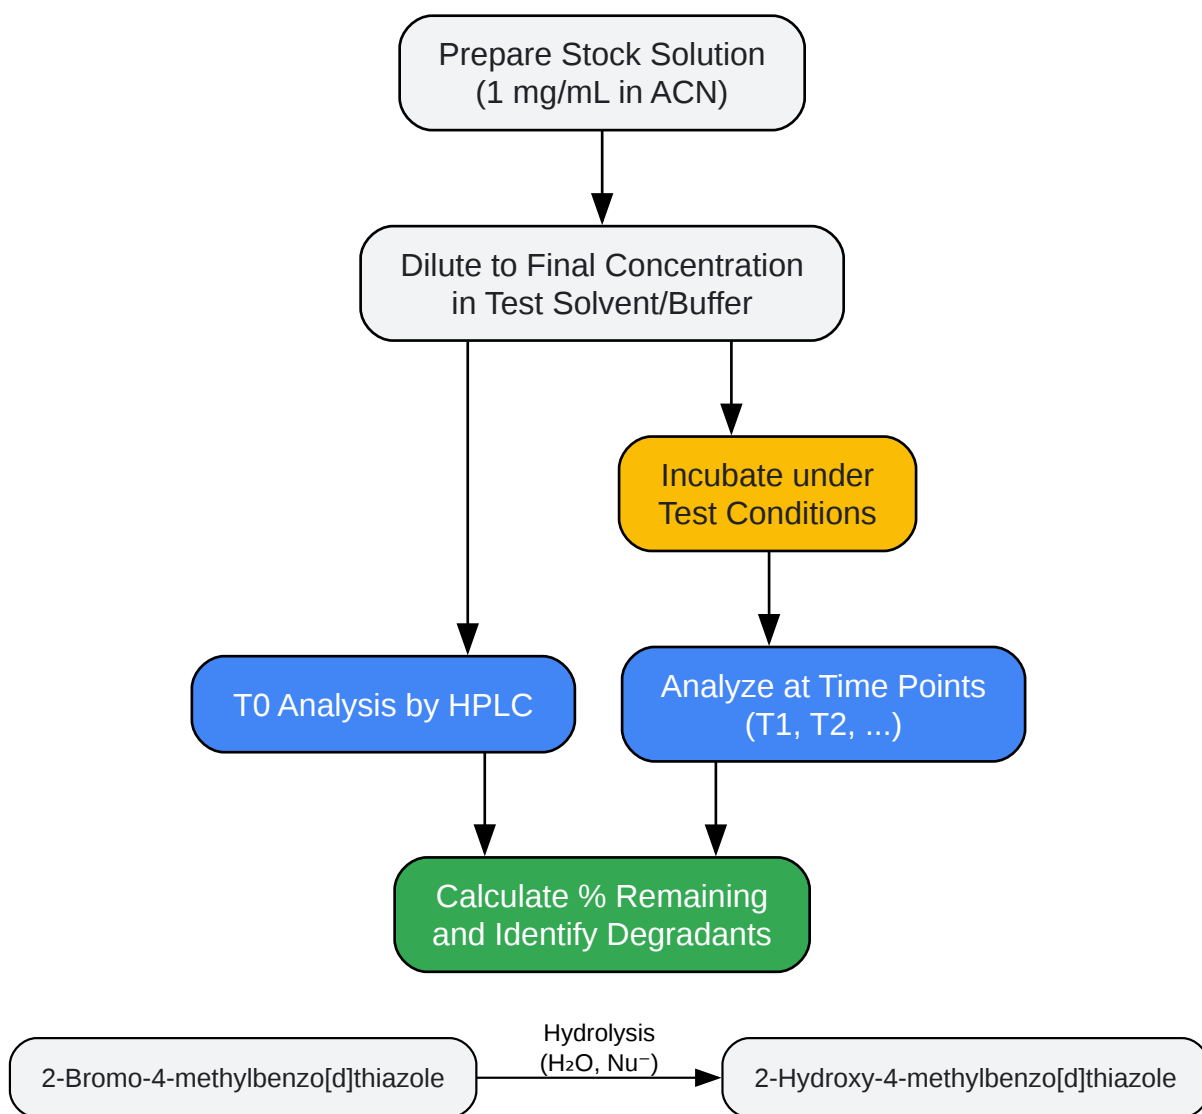 Prepare Stock Solution
(1 mg/mL in ACN)
Dilute to Final Concentration
in Test Solvent/Buffer
Incubate under
Test Conditions
T0 Analysis by HPLC
Analyze at Time Points
(T1, T2, ...)
Calculate % Remaining
and Identify Degradants
2-Bromo-4-methylbenzo[d]thiazole
Hydrolysis
(H₂O, Nu⁻)
2-Hydroxy-4-methylbenzo[d]thiazole